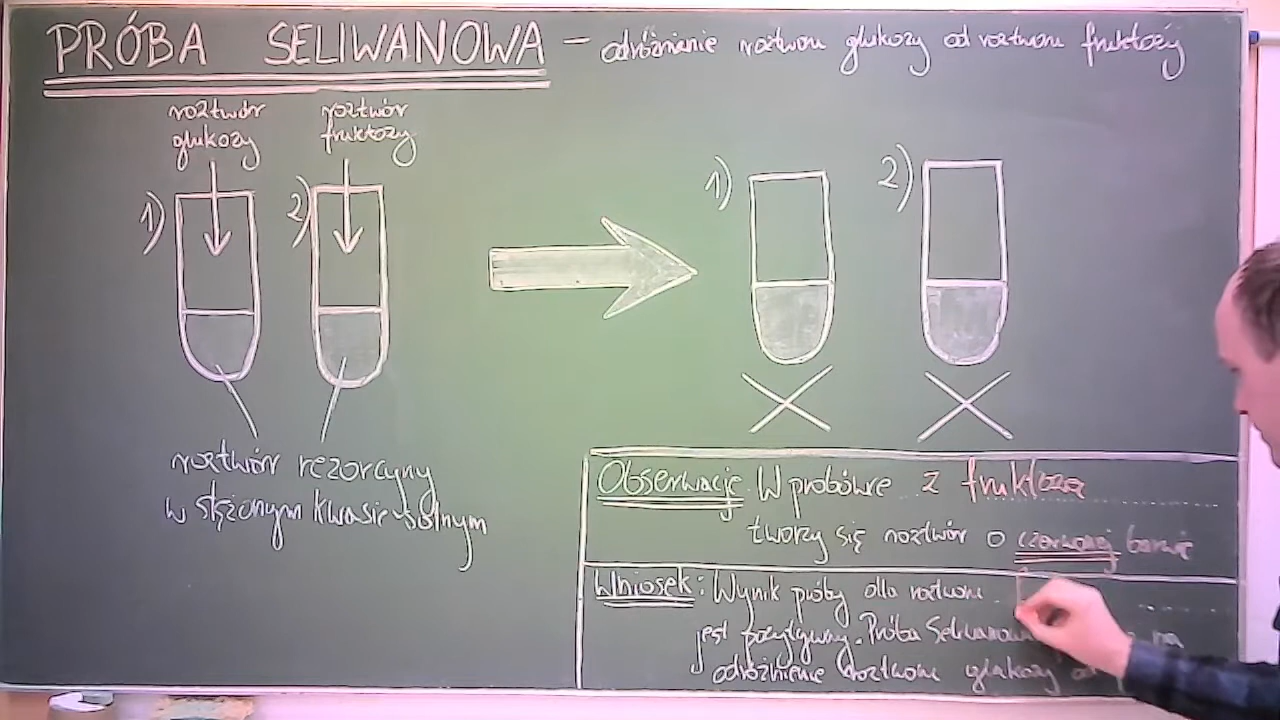 PRÓBA SELIWANOWA – odróżnianie roztworu glukozy od roztworu fruktozy
roztwór glukozy
roztwór fruktozy
1)
2)
1)
2)
roztwór rezorcyny
w stężonym kwasie solnym
Obserwacje: W probówce z fruktozą
tworzy się roztwór o czerwonej barwie
Wniosek: Wynik próby dla roztworu
jest pozytywny. Próba Seliwanowa na
odróżnienie roztworu glukozy